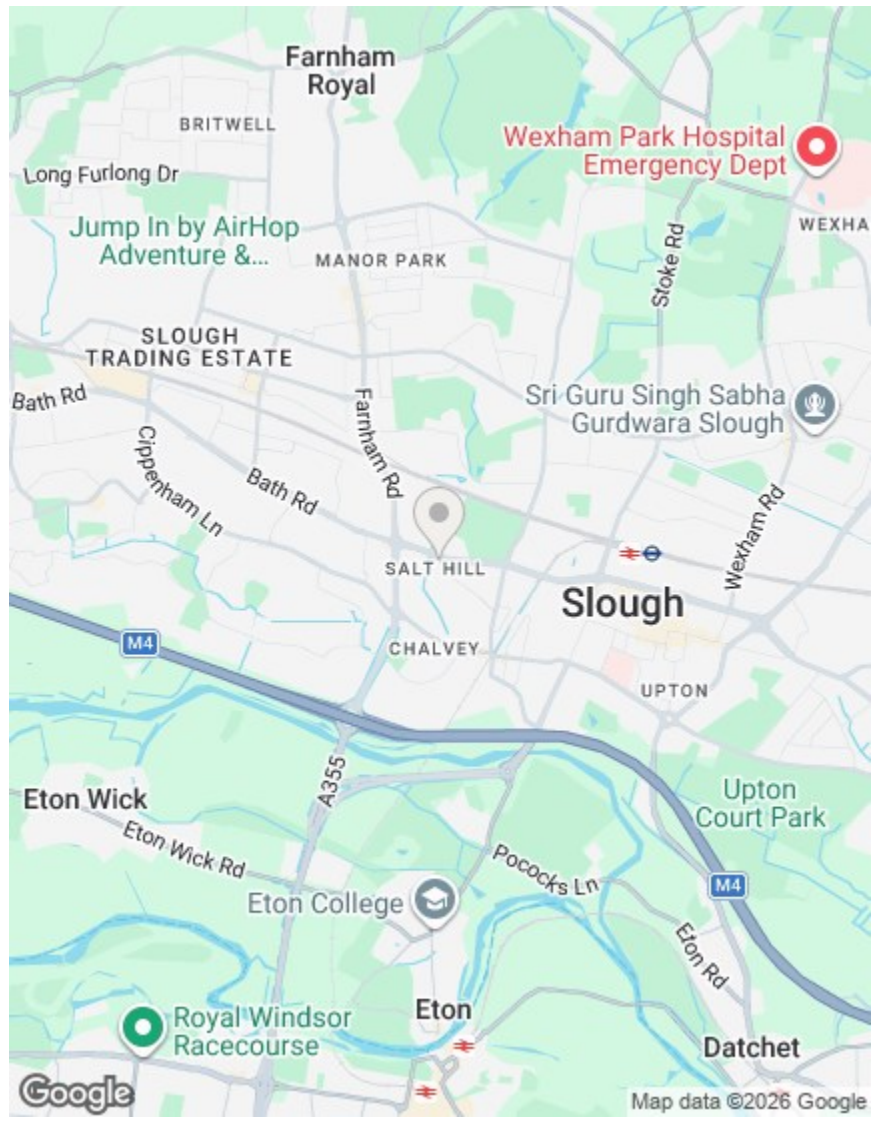 Farnham
Royal
BRITWELL
Wexham Park Hospital
Emergency Dept
Long Furlong Dr
Jump In by AirHop
Adventure &...
WEXHA
MANOR PARK
Stoke Rd
SLOUGH
TRADING ESTATE
Bath Rd
Farnham Rd
Sri Guru Singh Sabha
Gurdwara Slough
Cippenham Ln
Bath Rd
Wexham Rd
SALT HILL
Slough
M4
CHALVEY
UPTON
A355
Eton Wick
Upton
Court Park
Eton Wick Rd
Pococks Ln
M4
Eton College
Eton Rd
Eton
Royal Windsor
Racecourse
Datchet
Google
Map data ©2026 Google